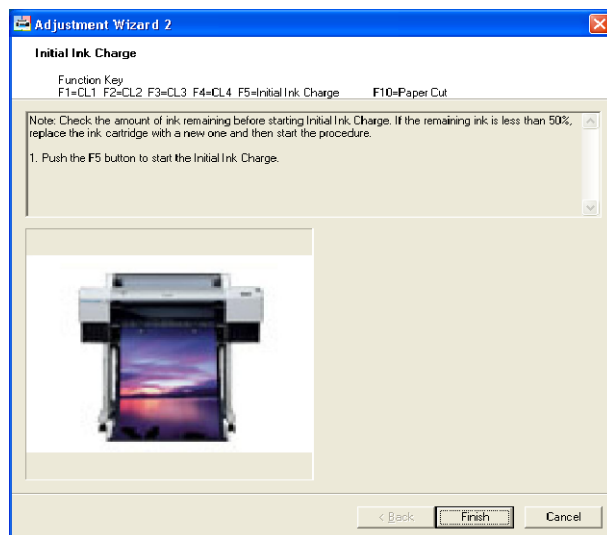 Adjustment Wizard 2
Initial Ink Charge
Function Key
F1=CL1 F2=CL2 F3=CL3 F4=CL4 F5=Initial Ink Charge F10=Paper Cut
Note: Check the amount of ink remaining before starting Initial Ink Charge. If the remaining ink is less than 50%,
replace the ink cartridge with a new one and then start the procedure.
1. Push the F5 button to start the Initial Ink Charge.
< Back
Finish
Cancel